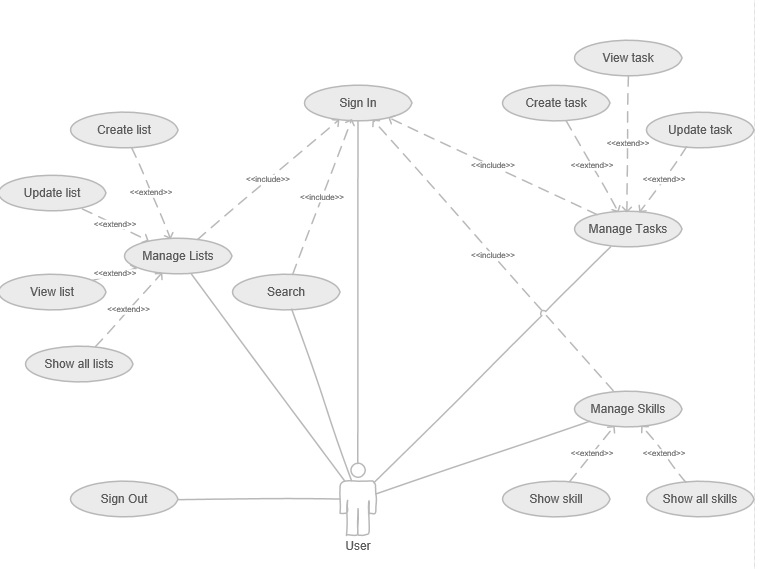 View task
Sign In
Create task
Create list
Update task
<<extend>>
<<include>>
<<extend>>
<<include>>
<<extend>>
<<extend>>
Update list
<<extend>>
<<include>>
<<extend>>
Manage Tasks
Manage Lists
<<include>>
<<extend>>
View list
Search
<<extend>>
Show all lists
Manage Skills
<<extend>>
<<extend>>
Sign Out
Show skill
Show all skills
User